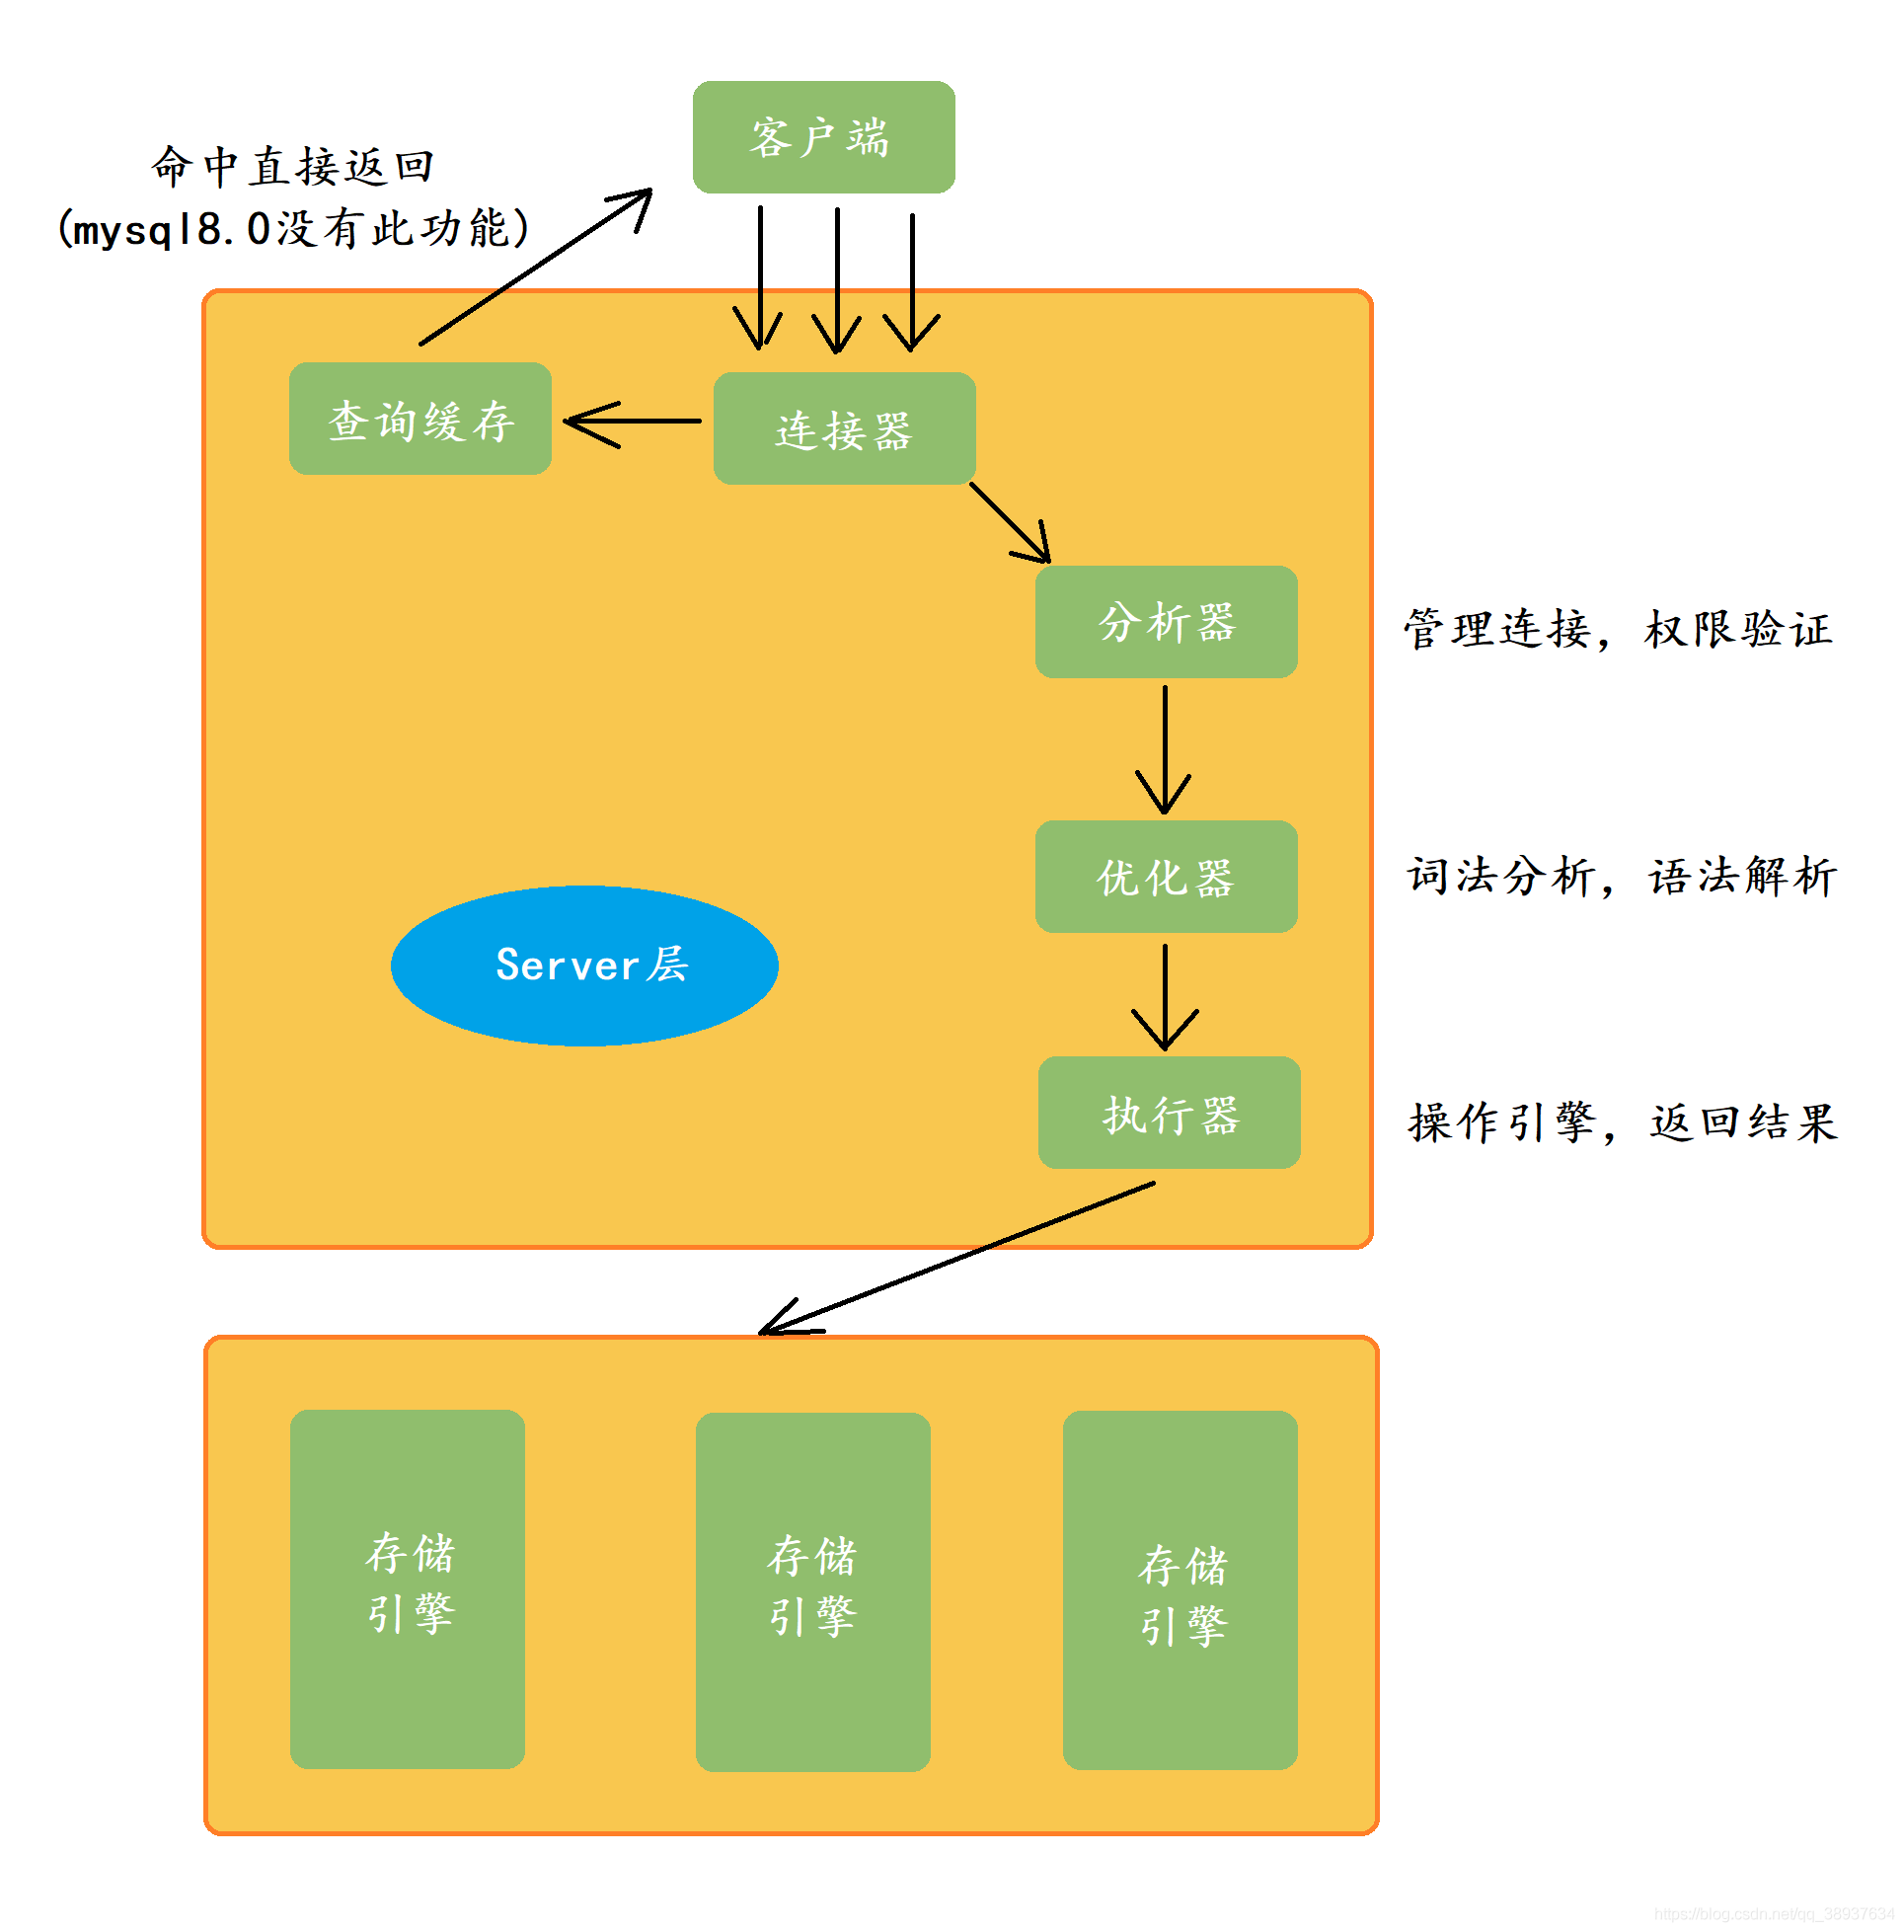 客户端
命中直接返回
(mysql8.0没有此功能)
查询缓存
连接器
分析器
管理连接，权限验证
优化器
词法分析，语法解析
Server层
执行器
操作引擎，返回结果
存储
引擎
存储
引擎
存储
引擎
https://blog.csdn.net/qq_38937634